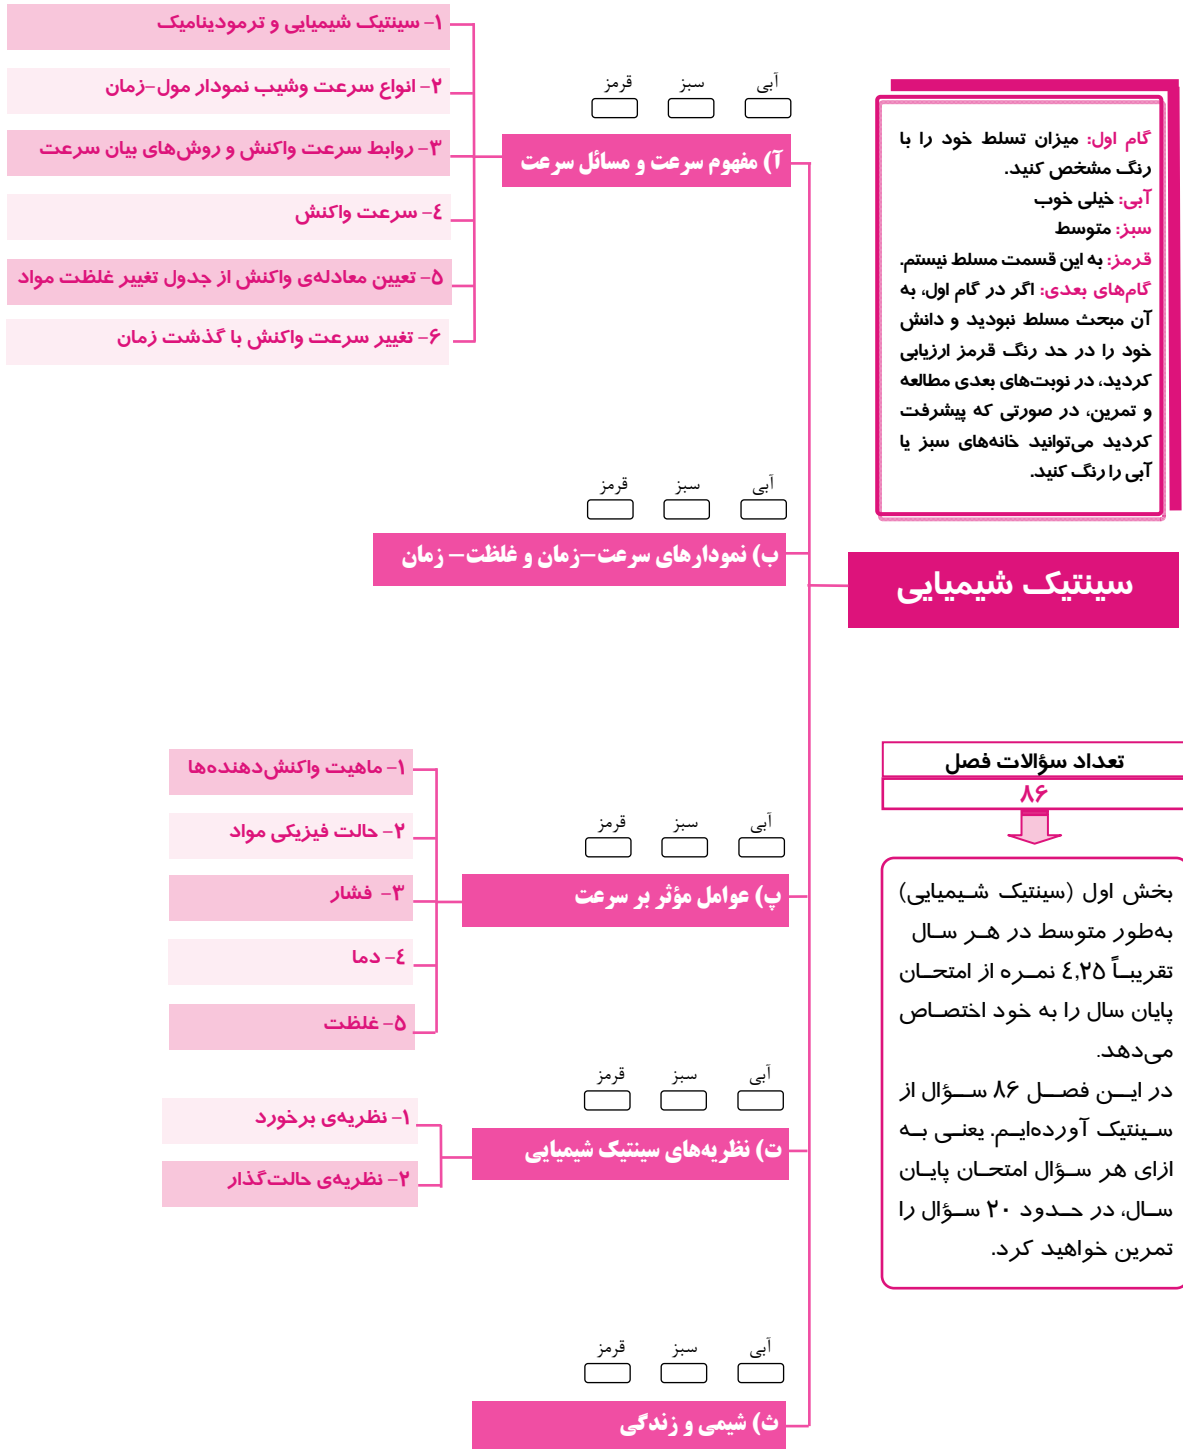 گام اول: میزان تسلط خود را با
رنگ مشخص کنید.
آبی: خیلی خوب
سبز: متوسط
قرمز: به این قسمت مسلط نیستم.
گام‌های بعدی: اگر در گام اول، به
آن مبحث مسلط نبودید و دانش
خود را در حد رنگ قرمز ارزیابی
کردید، در نوبت‌های بعدی مطالعه
و تمرین، در صورتی که پیشرفت
کردید می‌توانید خانه‌های سبز یا
آبی را رنگ کنید.
سینتیک شیمیایی
تعداد سؤالات فصل
۸۶
بخش اول (سینتیک شیمیایی)
به‌طور متوسط در هر سال
تقریباً ٤,۲۵ نمره از امتحان
پایان سال را به خود اختصاص
می‌دهد.
در این فصل ۸۶ سؤال از
سینتیک آورده‌ایم. یعنی به
ازای هر سؤال امتحان پایان
سال، در حدود ۲۰ سؤال را
تمرین خواهید کرد.
آبی سبز قرمز
آ) مفهوم سرعت و مسائل سرعت
۱- سینتیک شیمیایی و ترمودینامیک
۲- انواع سرعت وشیب نمودار مول-زمان
۳- روابط سرعت واکنش و روش‌های بیان سرعت
٤- سرعت واکنش
۵- تعیین معادله‌ی واکنش از جدول تغییر غلظت مواد
۶- تغییر سرعت واکنش با گذشت زمان
آبی سبز قرمز
ب) نمودارهای سرعت-زمان و غلظت- زمان
آبی سبز قرمز
پ) عوامل مؤثر بر سرعت
۱- ماهیت واکنش‌دهنده‌ها
۲- حالت فیزیکی مواد
۳- فشار
٤- دما
۵- غلظت
آبی سبز قرمز
ت) نظریه‌های سینتیک شیمیایی
۱- نظریه‌ی برخورد
۲- نظریه‌ی حالت‌گذار
آبی سبز قرمز
ث) شیمی و زندگی